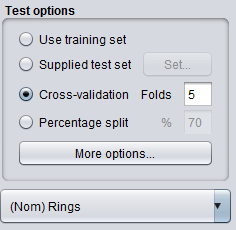 Test options
Use training set
Supplied test set Set...
Cross-validation Folds 5
Percentage split % 70
More options...
(Nom) Rings